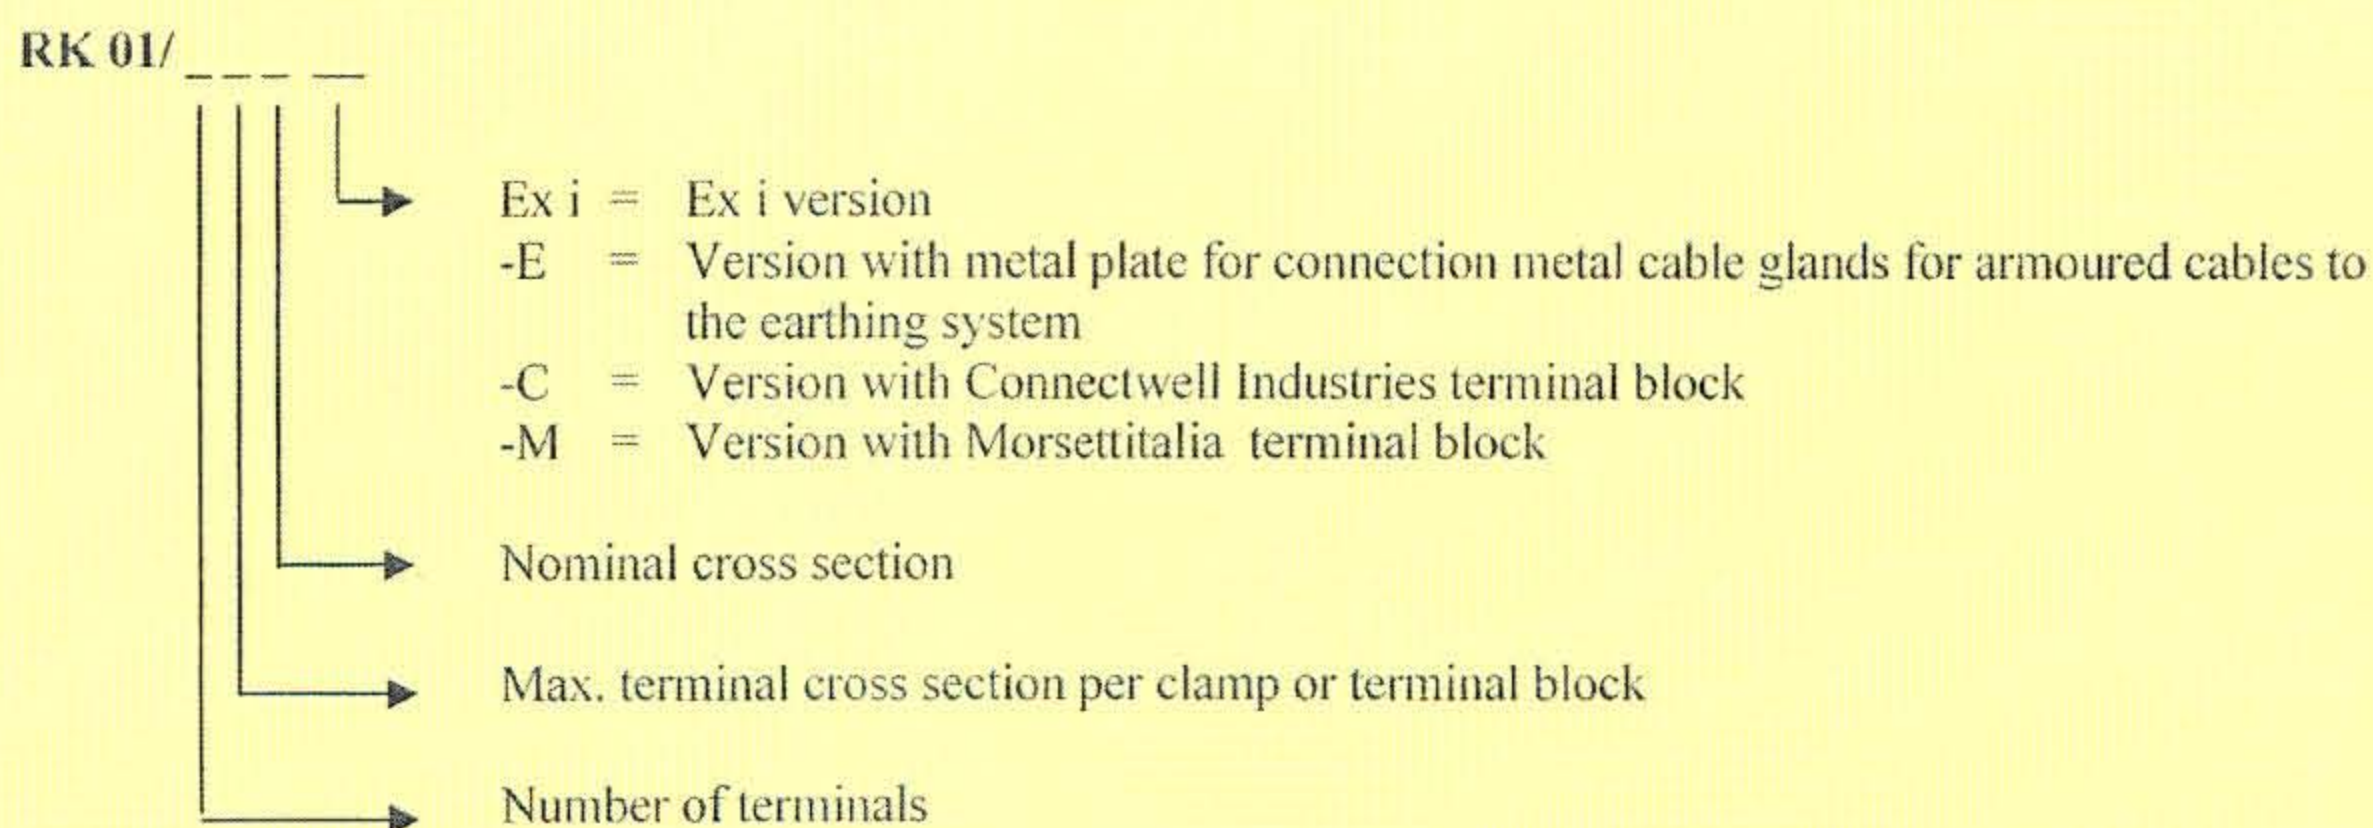 RK 01/_ _ _ __
Ex i = Ex i version
-E = Version with metal plate for connection metal cable glands for armoured cables to
the earthing system
-C = Version with Connectwell Industries terminal block
-M = Version with Morsettitalia terminal block
Nominal cross section
Max. terminal cross section per clamp or terminal block
Number of terminals